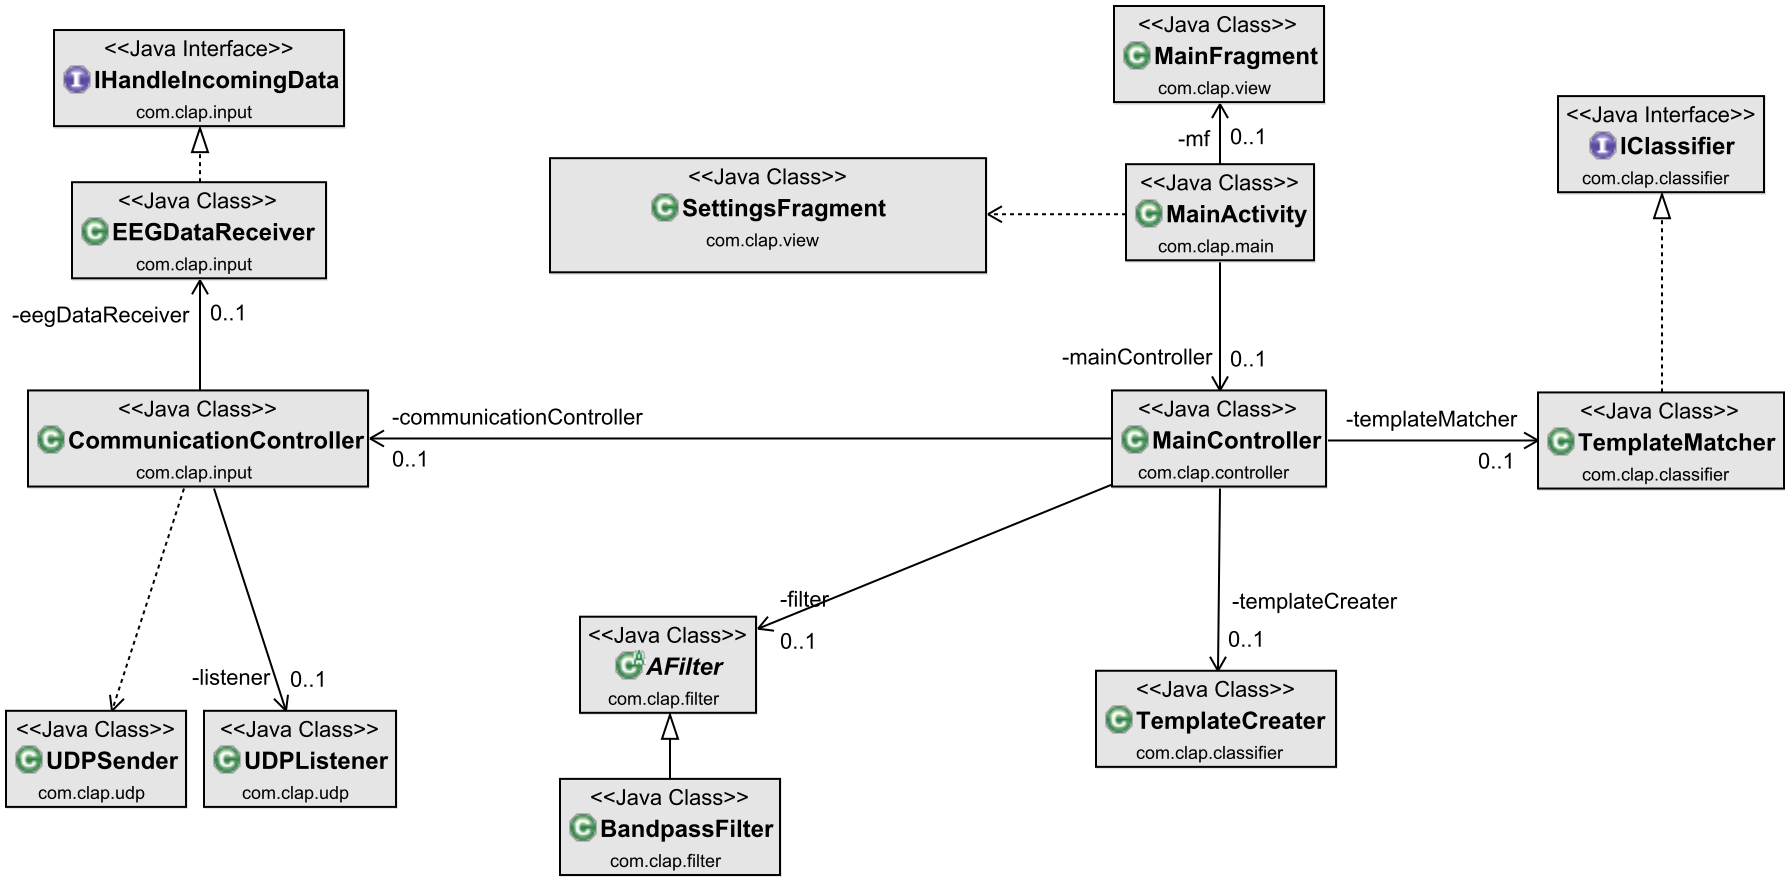 <<Java Class>>
MainFragment
com.clap.view
<<Java Interface>>
IHandleIncomingData
com.clap.input
-mf
0..1
<<Java Interface>>
IClassifier
com.clap.classifier
<<Java Class>>
SettingsFragment
com.clap.view
<<Java Class>>
MainActivity
com.clap.main
<<Java Class>>
EEGDataReceiver
com.clap.input
-eegDataReceiver
0..1
-mainController
0..1
<<Java Class>>
CommunicationController
com.clap.input
-communicationController
0..1
<<Java Class>>
MainController
com.clap.controller
-templateMatcher
0..1
<<Java Class>>
TemplateMatcher
com.clap.classifier
-filter
0..1
-templateCreater
0..1
-listener
0..1
<<Java Class>>
AFilter
com.clap.filter
<<Java Class>>
TemplateCreater
com.clap.classifier
<<Java Class>>
UDPSender
com.clap.udp
<<Java Class>>
UDPListener
com.clap.udp
<<Java Class>>
BandpassFilter
com.clap.filter